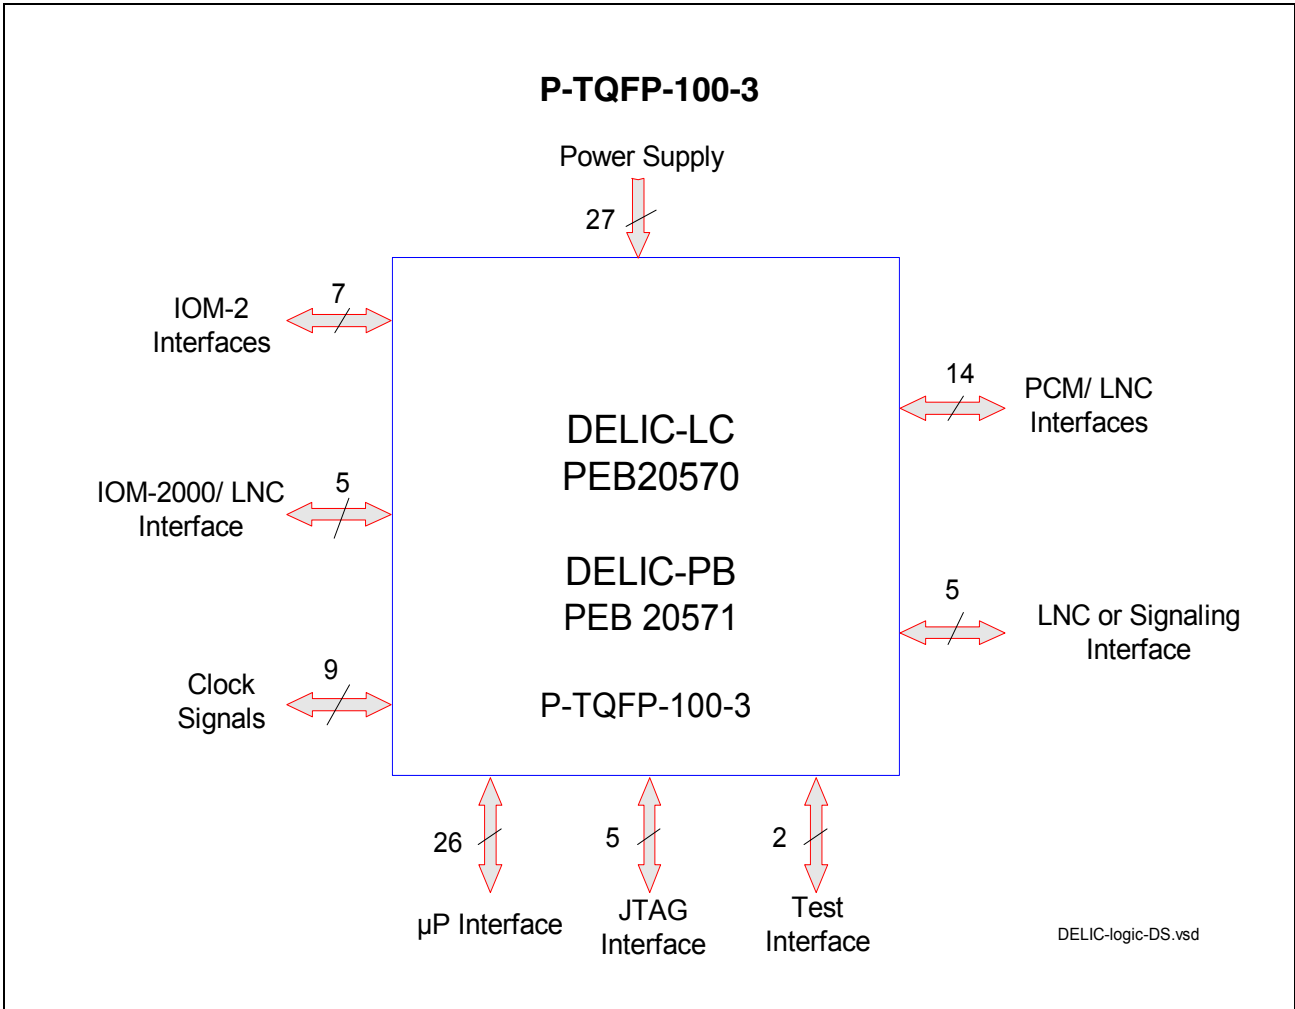 P-TQFP-100-3
Power Supply
27
7
IOM-2
Interfaces
14
PCM/ LNC
Interfaces
DELIC-LC
PEB20570
5
IOM-2000/ LNC
Interface
DELIC-PB
PEB 20571
5
LNC or Signaling
Interface
9
Clock
Signals
P-TQFP-100-3
26
5
2
µP Interface
JTAG
Interface
Test
Interface
DELIC-logic-DS.vsd